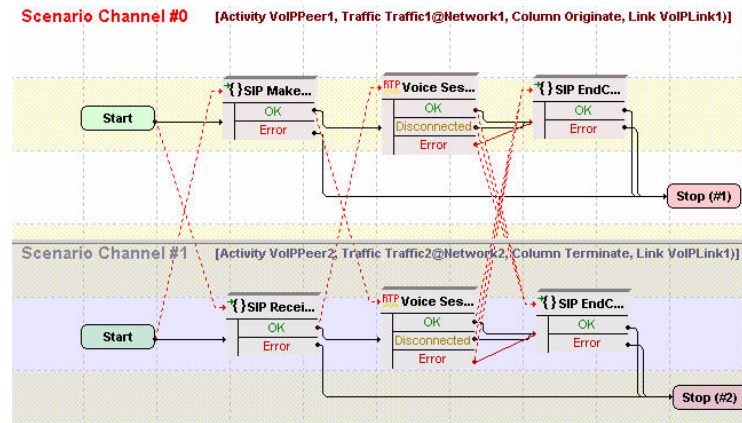 Scenario Channel #0 [Activity VoIPPeer1, Traffic Traffic1@Network1, Column Originate, Link VoIPLink1)]
{}SIP Make... RTP Voice Ses... {}SIP EndC...
Start OK OK OK
Error Disconnected Error
Error
Stop (#1)
Scenario Channel #1 [Activity VoIPPeer2, Traffic Traffic2@Network2, Column Terminate, Link VoIPLink1)]
{}SIP Recei... RTP Voice Ses... {}SIP EndC...
Start OK OK OK
Error Disconnected Error
Error
Stop (#2)